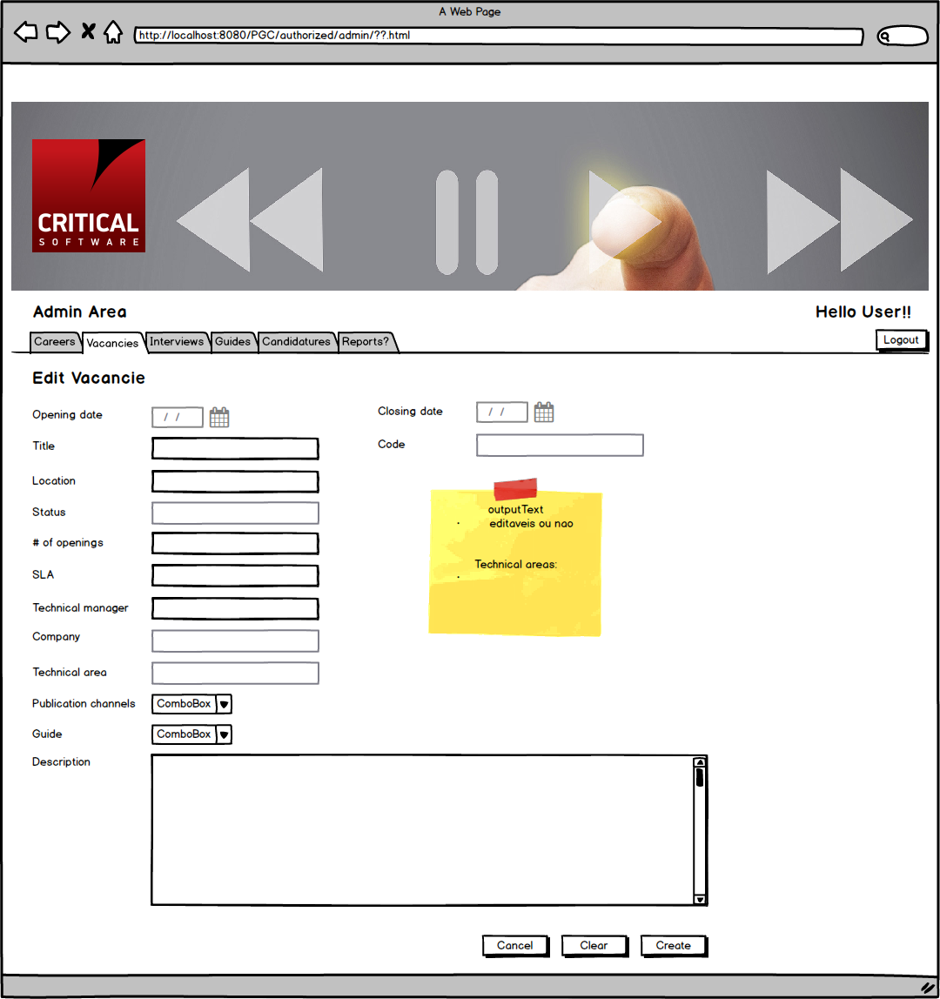 A Web Page
http://localhost:8080/PGC/authorized/admin/??.html
CRITICAL
SOFTWARE
Admin Area
Hello User!!
Careers
Vacancies
Interviews
Guides
Candidatures
Reports?
Logout
Edit Vacancie
Opening date
/ /
Closing date
/ /
Title
Code
Location
Status
# of openings
SLA
Technical manager
Company
Technical area
Publication channels
ComboBox
Guide
ComboBox
Description
outputText
· editaveis ou nao
Technical areas:
·
Cancel
Clear
Create